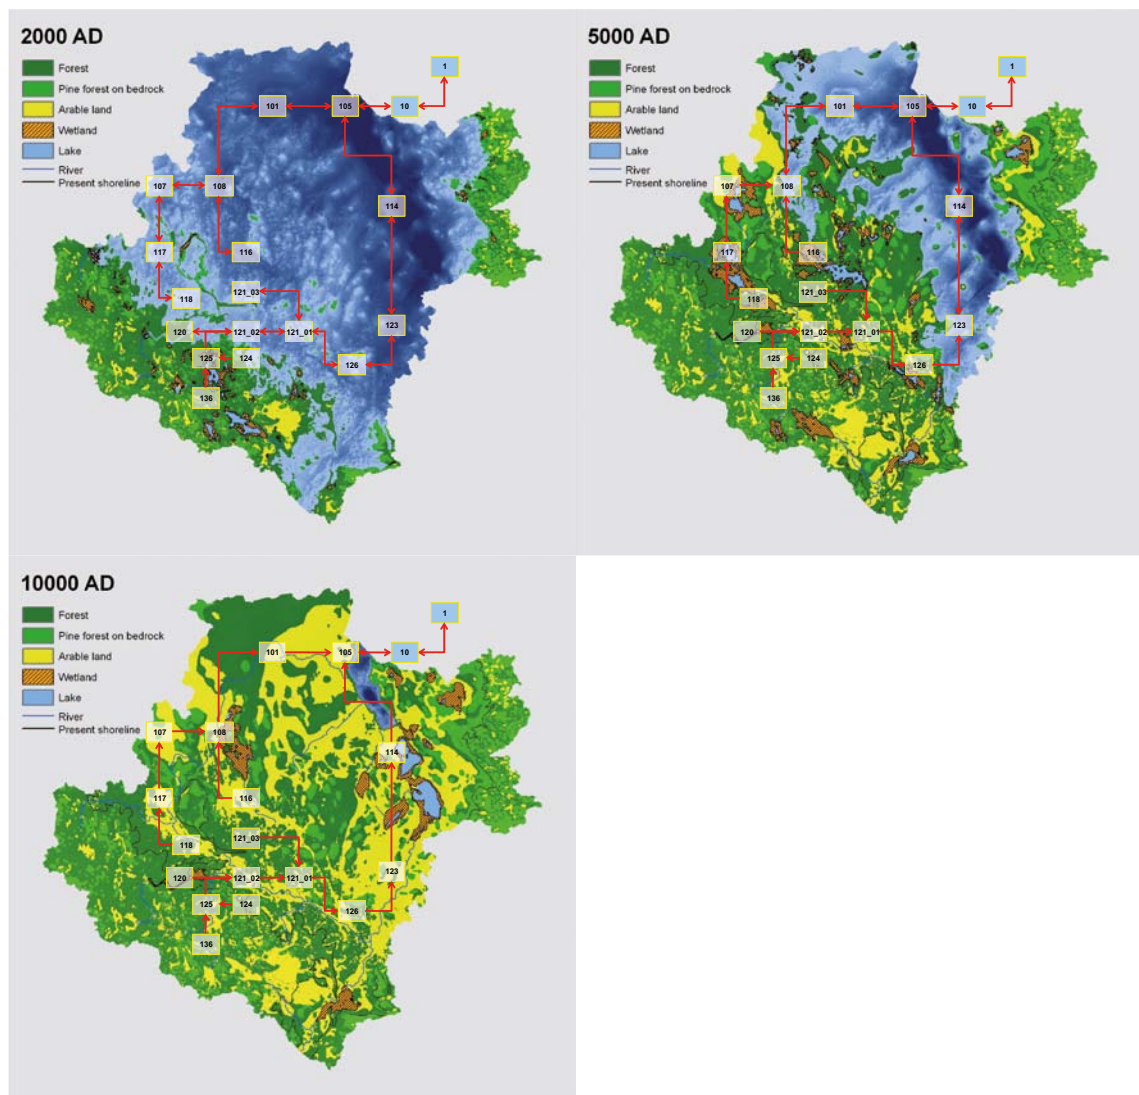 2000 AD
Forest
Pine forest on bedrock
Arable land
Wetland
Lake
River
Present shoreline
1
101
105
10
107
108
114
117
116
118
121_03
120
121_02
121_01
123
125
124
126
136
5000 AD
Forest
Pine forest on bedrock
Arable land
Wetland
Lake
River
Present shoreline
1
101
105
10
107
108
114
117
116
118
121_03
120
121_02
121_01
123
125
124
126
136
10000 AD
Forest
Pine forest on bedrock
Arable land
Wetland
Lake
River
Present shoreline
1
101
105
10
107
108
114
117
116
118
121_03
120
121_02
121_01
123
125
124
126
136